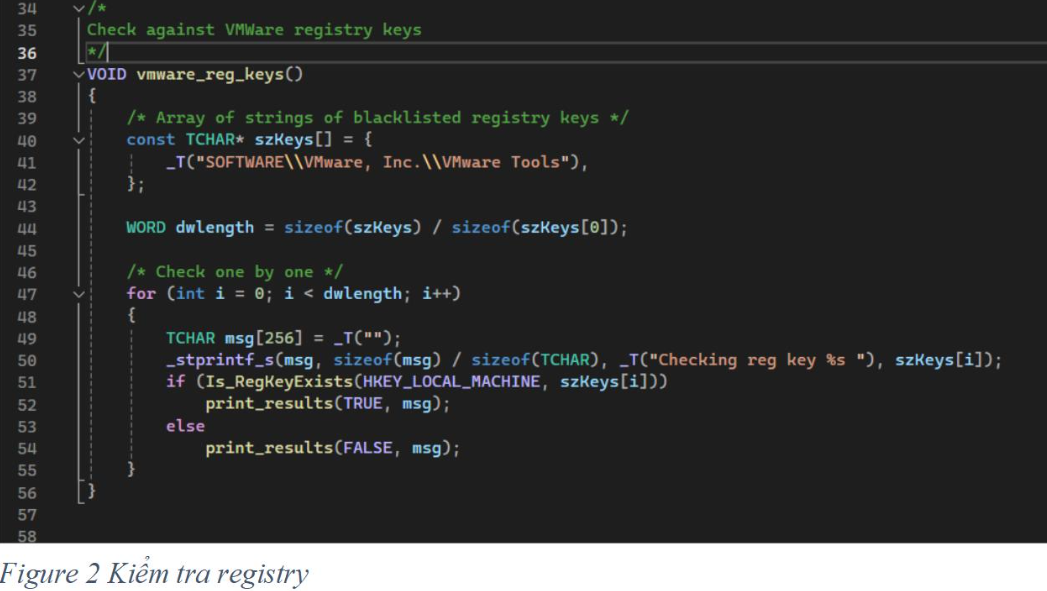 34 /*
35 Check against VMWare registry keys
36 */
37 VOID vmware_reg_keys()
38 {
39     /* Array of strings of blacklisted registry keys */
40     const TCHAR* szKeys[] = {
41         _T("SOFTWARE\\VMware, Inc.\\VMware Tools"),
42     };
43
44     WORD dwlength = sizeof(szKeys) / sizeof(szKeys[0]);
45
46     /* Check one by one */
47     for (int i = 0; i < dwlength; i++)
48     {
49         TCHAR msg[256] = _T("");
50         _stprintf_s(msg, sizeof(msg) / sizeof(TCHAR), _T("Checking reg key %s "), szKeys[i]);
51         if (Is_RegKeyExists(HKEY_LOCAL_MACHINE, szKeys[i]))
52             print_results(TRUE, msg);
53         else
54             print_results(FALSE, msg);
55     }
56 }
57
58
Figure 2 Kiểm tra registry